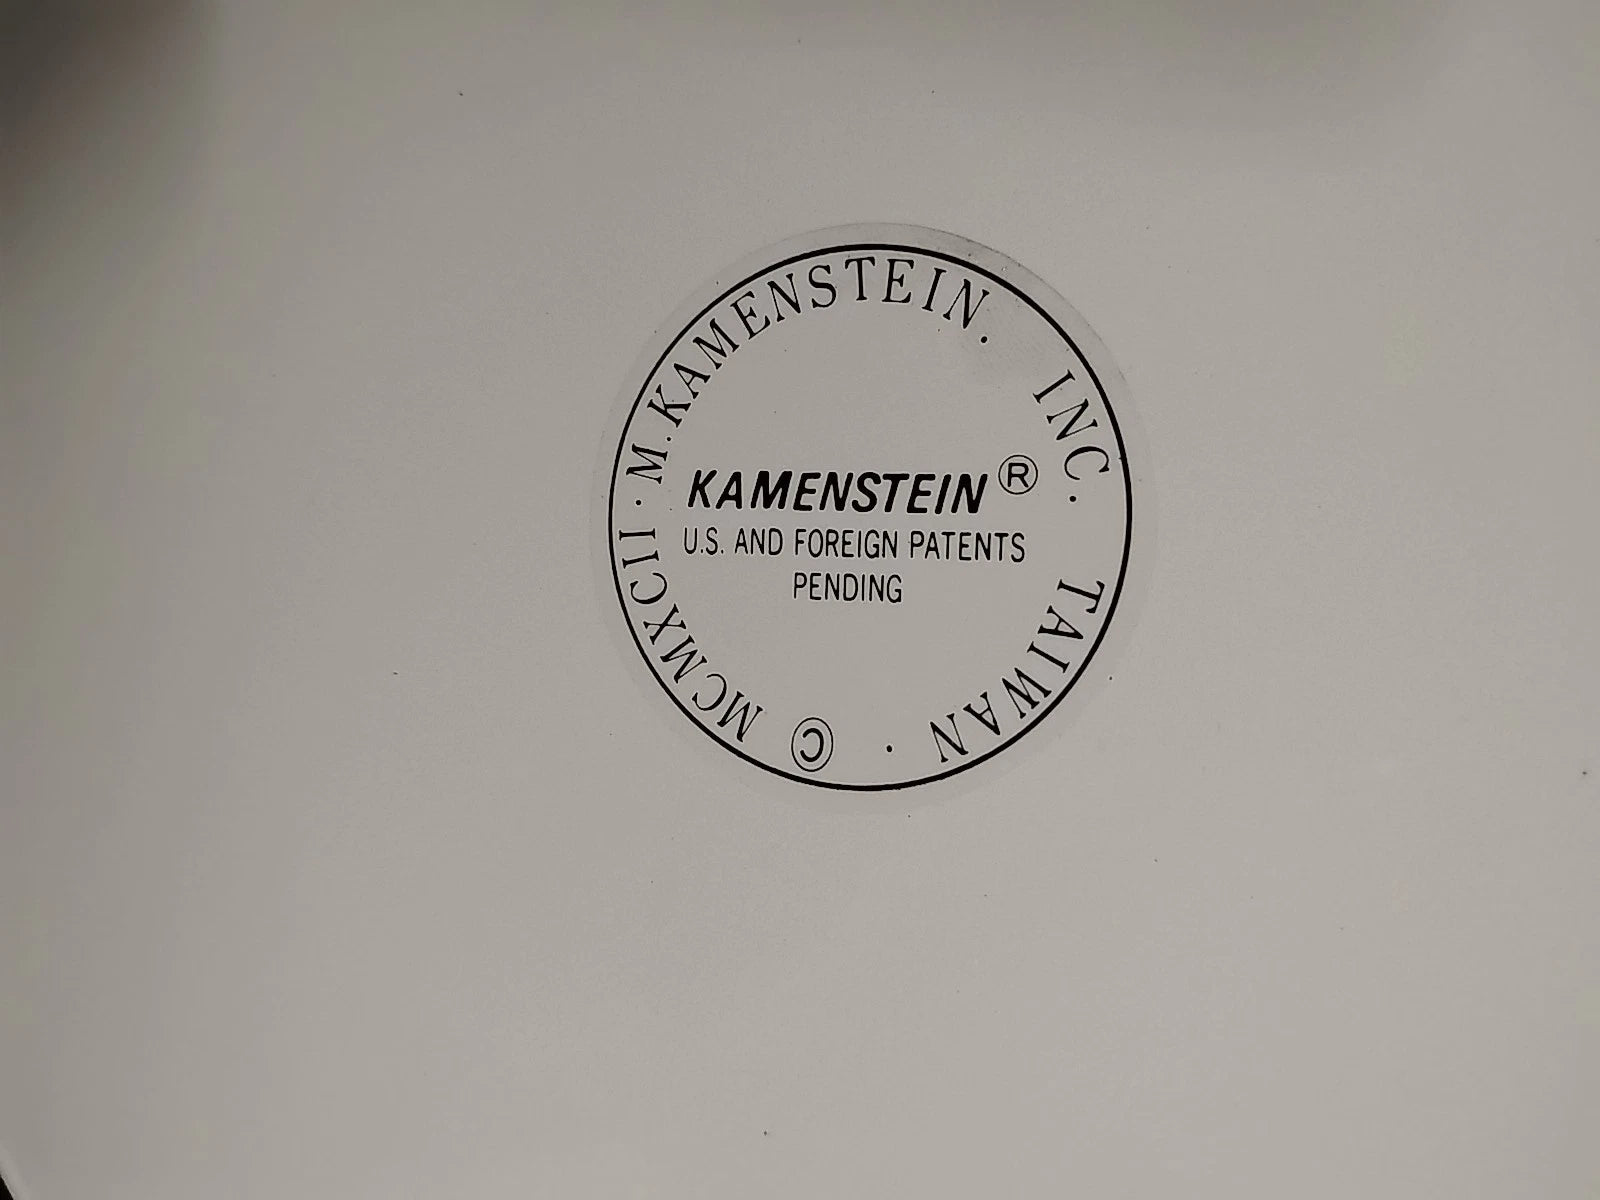 M. KAMENSTEIN. INC. TAIWAN · © MCMXCII ·
KAMENSTEIN®
U.S. AND FOREIGN PATENTS
PENDING